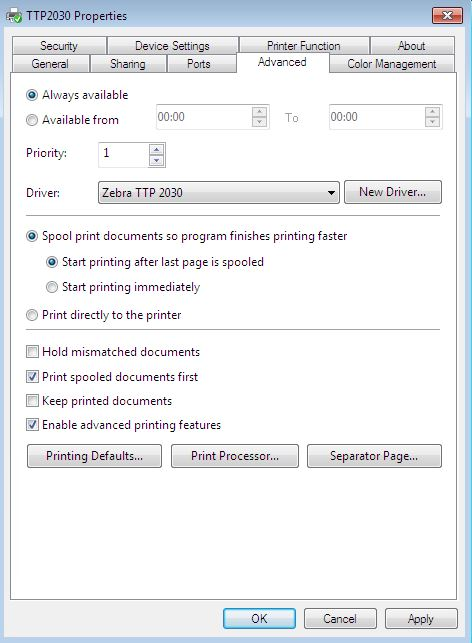 TTP2030 Properties
Security Device Settings Printer Function About
General Sharing Ports Advanced Color Management
Always available
Available from 00:00 To 00:00
Priority: 1
Driver: Zebra TTP 2030 New Driver...
Spool print documents so program finishes printing faster
Start printing after last page is spooled
Start printing immediately
Print directly to the printer
Hold mismatched documents
Print spooled documents first
Keep printed documents
Enable advanced printing features
Printing Defaults... Print Processor... Separator Page...
OK Cancel Apply